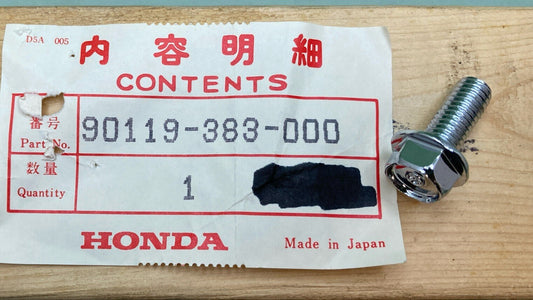 D5A 005
内容明細
CONTENTS
番号
Part No. 90119-383-000
数量
Quantity 1
HONDA Made in Japan